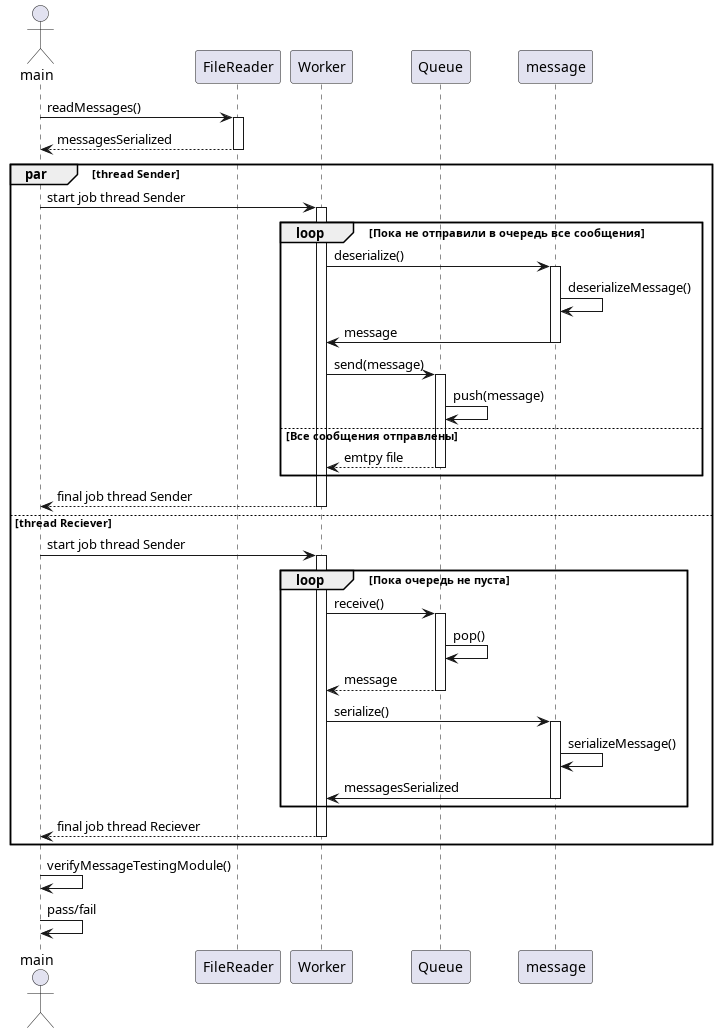 main
FileReader
Worker
Queue
message
readMessages()
messagesSerialized
par
[thread Sender]
start job thread Sender
loop
[Пока не отправили в очередь все сообщения]
deserialize()
deserializeMessage()
message
send(message)
push(message)
[Все сообщения отправлены]
emtpy file
final job thread Sender
[thread Reciever]
start job thread Sender
loop
[Пока очередь не пуста]
receive()
pop()
message
serialize()
serializeMessage()
messagesSerialized
final job thread Reciever
verifyMessageTestingModule()
pass/fail
main
FileReader
Worker
Queue
message